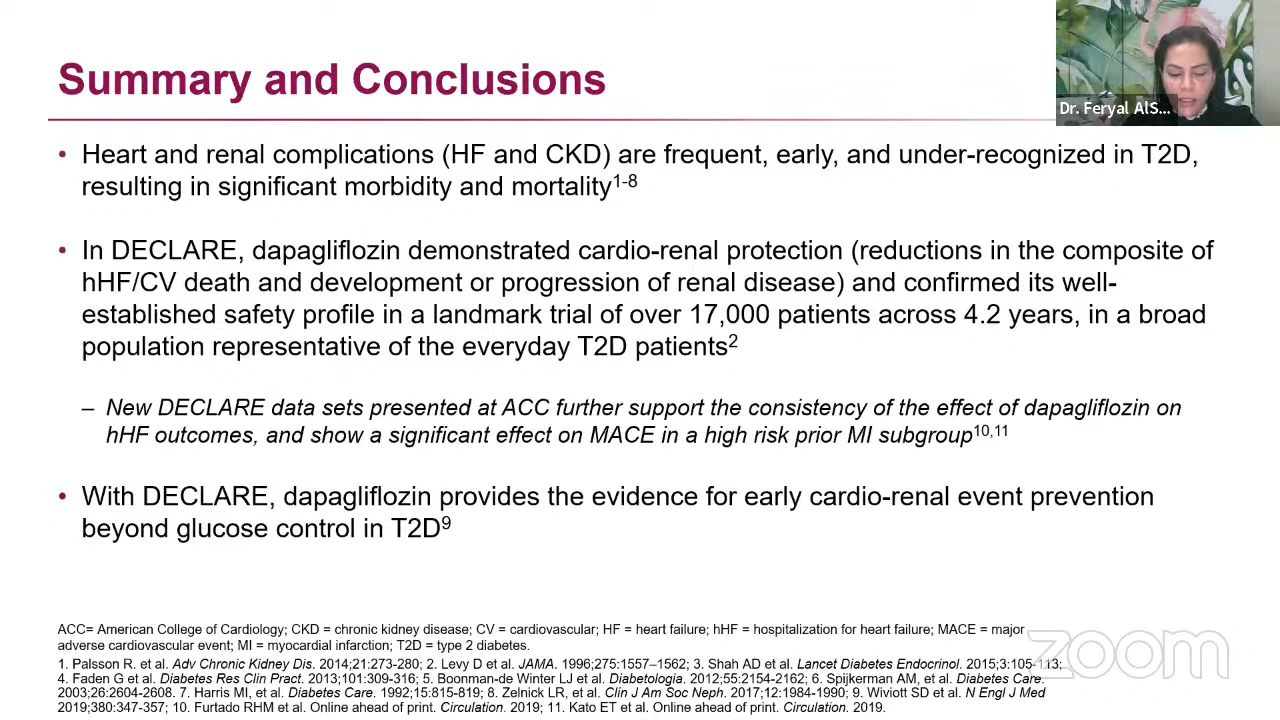 Summary and Conclusions
Dr. Feryal AlS...
• Heart and renal complications (HF and CKD) are frequent, early, and under-recognized in T2D,
resulting in significant morbidity and mortality1-8
• In DECLARE, dapagliflozin demonstrated cardio-renal protection (reductions in the composite of
hHF/CV death and development or progression of renal disease) and confirmed its well-
established safety profile in a landmark trial of over 17,000 patients across 4.2 years, in a broad
population representative of the everyday T2D patients2
– New DECLARE data sets presented at ACC further support the consistency of the effect of dapagliflozin on
hHF outcomes, and show a significant effect on MACE in a high risk prior MI subgroup10,11
• With DECLARE, dapagliflozin provides the evidence for early cardio-renal event prevention
beyond glucose control in T2D9
ACC= American College of Cardiology; CKD = chronic kidney disease; CV = cardiovascular; HF = heart failure; hHF = hospitalization for heart failure; MACE = major
adverse cardiovascular event; MI = myocardial infarction; T2D = type 2 diabetes.
1. Palsson R. et al. Adv Chronic Kidney Dis. 2014;21:273-280; 2. Levy D et al. JAMA. 1996;275:1557–1562; 3. Shah AD et al. Lancet Diabetes Endocrinol. 2015;3:105-113;
4. Faden G et al. Diabetes Res Clin Pract. 2013;101:309-316; 5. Boonman-de Winter LJ et al. Diabetologia. 2012;55:2154-2162; 6. Spijkerman AM, et al. Diabetes Care.
2003;26:2604-2608. 7. Harris MI, et al. Diabetes Care. 1992;15:815-819; 8. Zelnick LR, et al. Clin J Am Soc Neph. 2017;12:1984-1990; 9. Wiviott SD et al. N Engl J Med
2019;380:347-357; 10. Furtado RHM et al. Online ahead of print. Circulation. 2019; 11. Kato ET et al. Online ahead of print. Circulation. 2019.
zoom